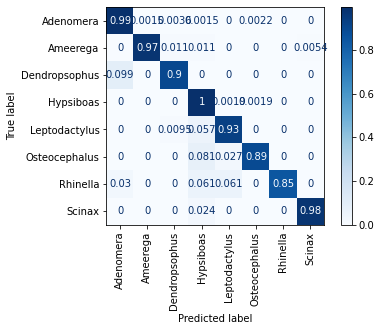 Adenomera 0.99 0.0015 0.0036 0.0015 0 0.0022 0 0
Ameerega 0 0.97 0.011 0.011 0 0 0 0.0054
Dendropsophus 0.099 0 0.9 0 0 0 0 0
Hypsiboas 0 0 0 1 0.0019 0.0019 0 0
Leptodactylus 0 0 0.0095 0.057 0.93 0 0 0
Osteocephalus 0 0 0 0.081 0.027 0.89 0 0
Rhinella 0.03 0 0 0.061 0.061 0 0.85 0
Scinax 0 0 0 0.024 0 0 0 0.98
True label
Adenomera
Ameerega
Dendropsophus
Hypsiboas
Leptodactylus
Osteocephalus
Rhinella
Scinax
Predicted label
0.8
0.6
0.4
0.2
0.0